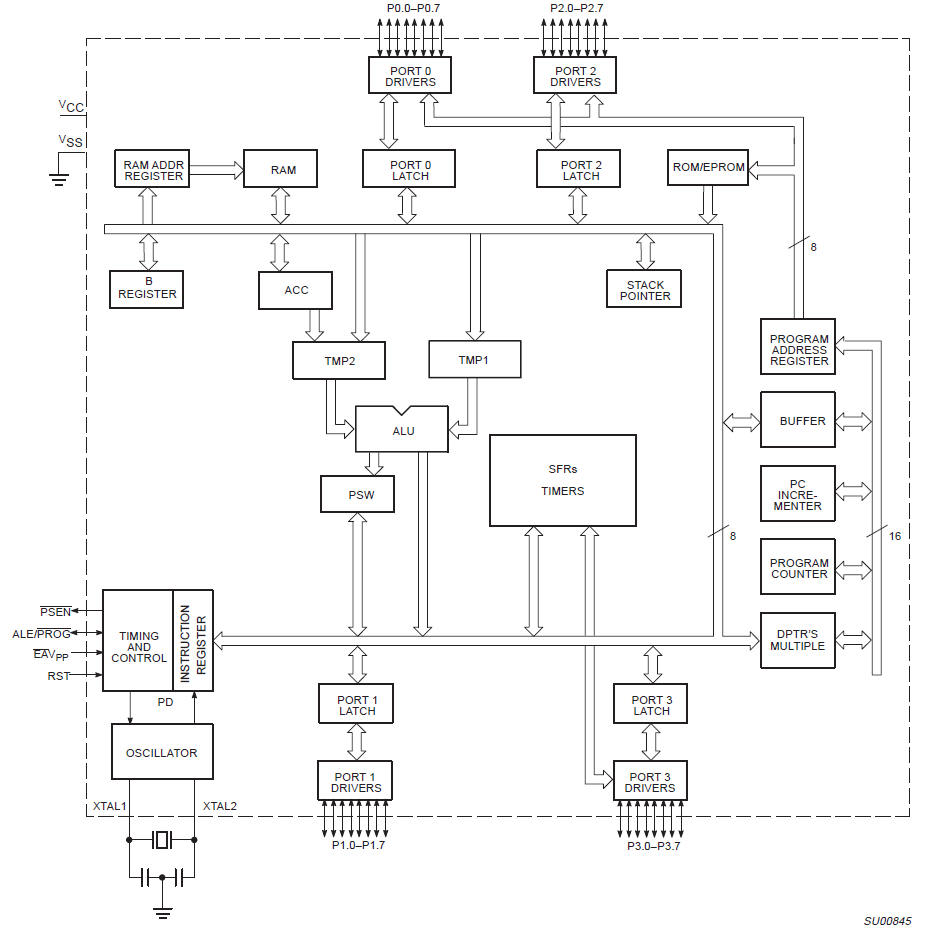 P0.0–P0.7
P2.0–P2.7
PORT 0
DRIVERS
PORT 2
DRIVERS
VCC
VSS
RAM ADDR
REGISTER
RAM
PORT 0
LATCH
PORT 2
LATCH
ROM/EPROM
8
B
REGISTER
ACC
STACK
POINTER
PROGRAM
ADDRESS
REGISTER
TMP2
TMP1
BUFFER
ALU
SFRs
TIMERS
PSW
PC
INCRE-
MENTER
8
16
PROGRAM
COUNTER
PSEN
ALE/PROG
EAVPP
RST
TIMING
AND
CONTROL
INSTRUCTION
REGISTER
DPTR'S
MULTIPLE
PD
PORT 1
LATCH
PORT 3
LATCH
OSCILLATOR
PORT 1
DRIVERS
PORT 3
DRIVERS
XTAL1
XTAL2
P1.0–P1.7
P3.0–P3.7
SU00845